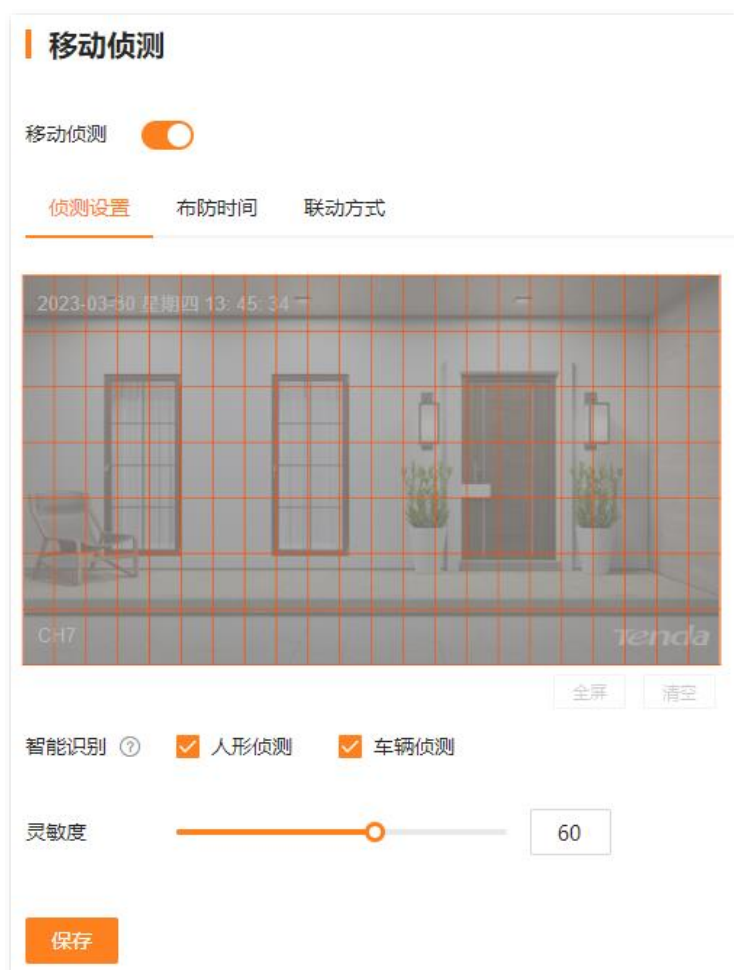 移动侦测
移动侦测
侦测设置 布防时间 联动方式
2023-03-30 星期四 13:45:34
CH7 Tenda
全屏 清空
智能识别 ? 人形侦测 车辆侦测
灵敏度 60
保存